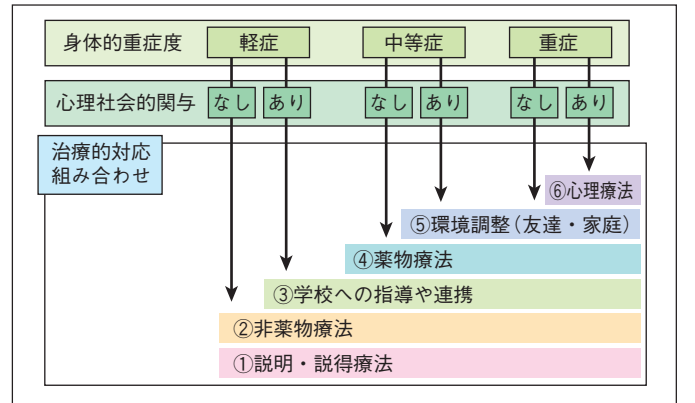 身体的重症度 軽症 中等症 重症
心理社会的関与 なし あり なし あり なし あり
治療的対応
組み合わせ
⑥心理療法
⑤環境調整(友達・家庭)
④薬物療法
③学校への指導や連携
②非薬物療法
①説明・説得療法